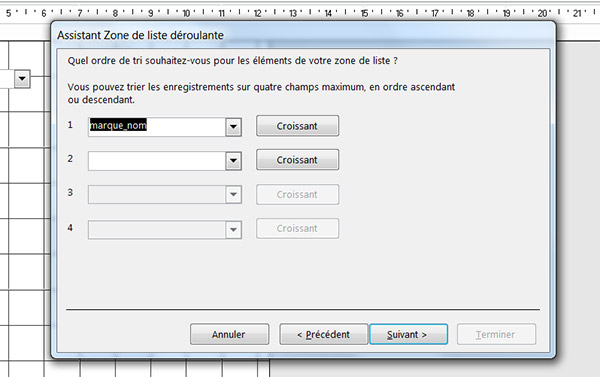 5 6 7 8 9 10 11 12 13 14 15 16 17 18 19 20 21
Assistant Zone de liste déroulante
Quel ordre de tri souhaitez-vous pour les éléments de votre zone de liste ?
Vous pouvez trier les enregistrements sur quatre champs maximum, en ordre ascendant
ou descendant.
1 marque_nom Croissant
2 Croissant
3 Croissant
4 Croissant
Annuler < Précédent Suivant > Terminer